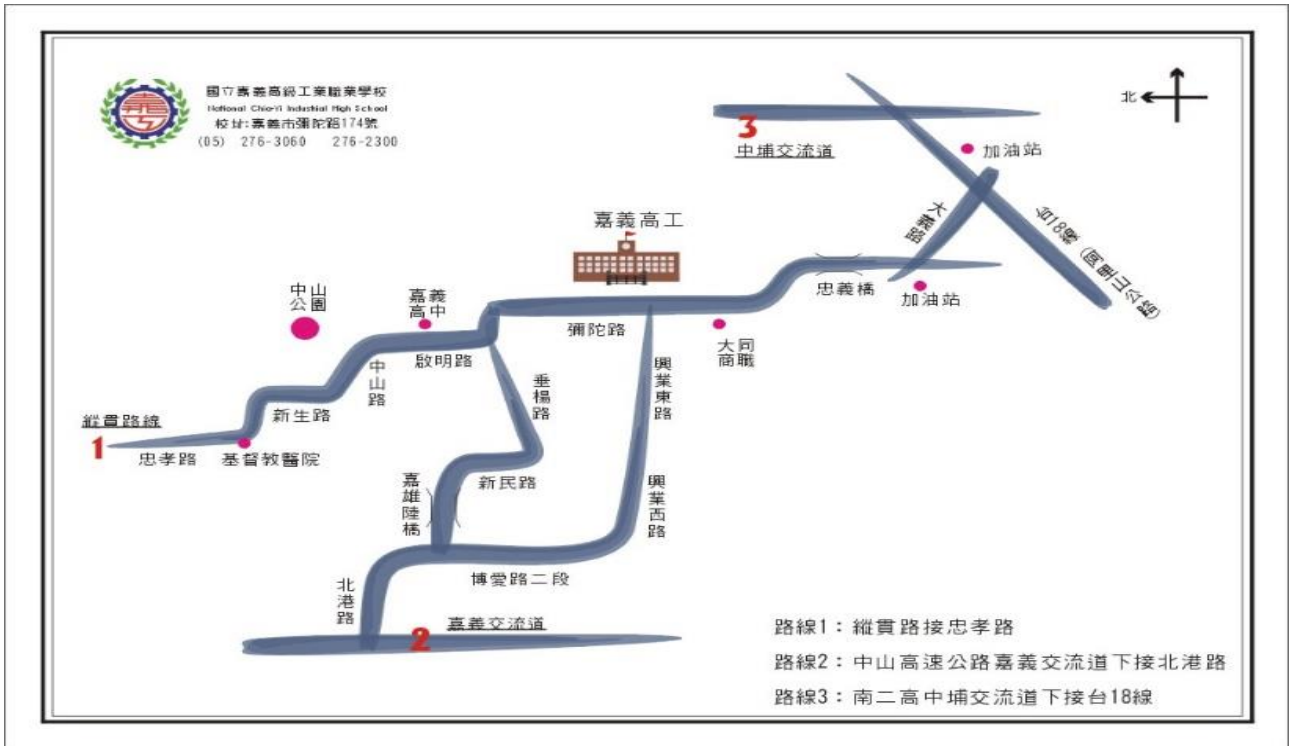 國立嘉義高級工業職業學校
National Chia-Yi Industrial High School
校址:嘉義市彌陀路174號
(05) 276-3060 276-2300
北
3
中埔交流道
加油站
嘉義高工
大義路
台18線 (阿里山公路)
中山
公園
嘉義
高中
忠義橋
加油站
彌陀路
啟明路
大同
商職
中山路
垂楊路
興業東路
新生路
縱貫路線
1
忠孝路
基督教醫院
嘉雄陸橋
新民路
興業西路
博愛路二段
北港路
嘉義交流道
2
路線1：縱貫路接忠孝路
路線2：中山高速公路嘉義交流道下接北港路
路線3：南二高中埔交流道下接台18線